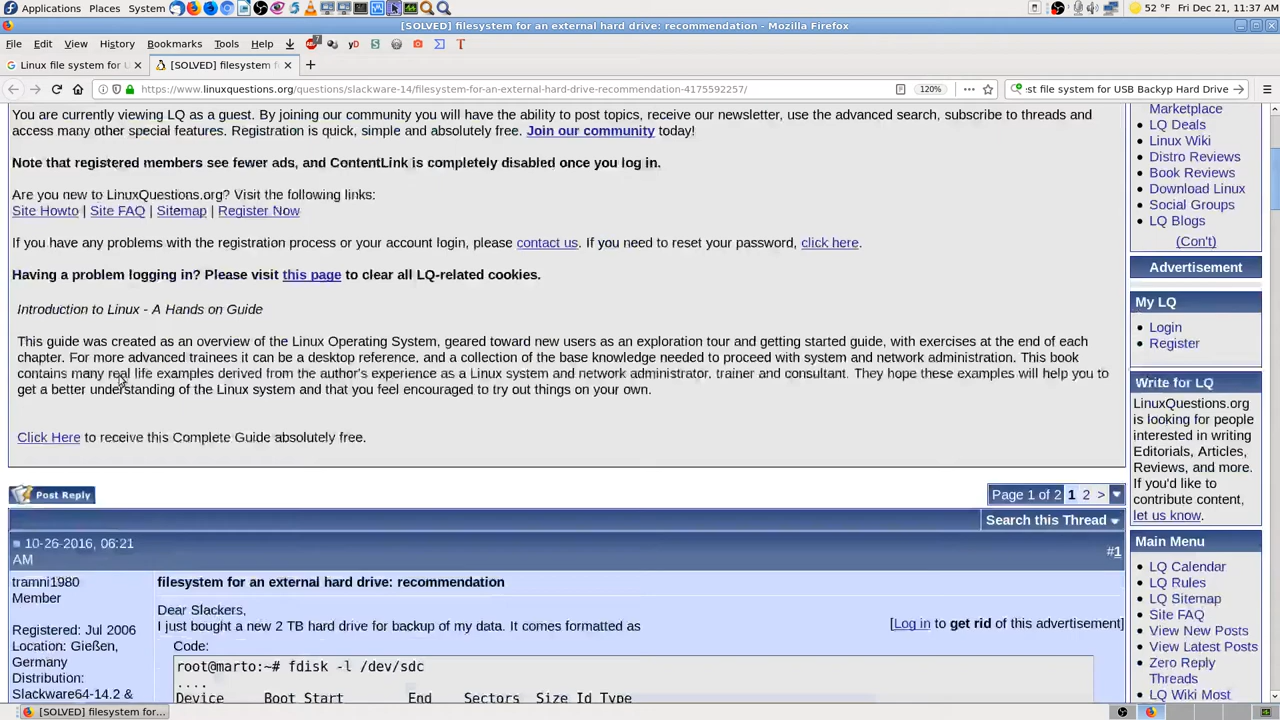 Applications Places System 52 °F Fri Dec 21, 11:37 AM
[SOLVED] filesystem for an external hard drive: recommendation - Mozilla Firefox
File Edit View History Bookmarks Tools Help 7 yD S Σ T
Linux file system for U × [SOLVED] filesystem f × +
https://www.linuxquestions.org/questions/slackware-14/filesystem-for-an-external-hard-drive-recommendation-4175592257/ 120% st file system for USB Backyp Hard Drive
You are currently viewing LQ as a guest. By joining our community you will have the ability to post topics, receive our newsletter, use the advanced search, subscribe to threads and
access many other special features. Registration is quick, simple and absolutely free. Join our community today!
Note that registered members see fewer ads, and ContentLink is completely disabled once you log in.
Are you new to LinuxQuestions.org? Visit the following links:
Site Howto | Site FAQ | Sitemap | Register Now
If you have any problems with the registration process or your account login, please contact us. If you need to reset your password, click here.
Having a problem logging in? Please visit this page to clear all LQ-related cookies.
Introduction to Linux - A Hands on Guide
This guide was created as an overview of the Linux Operating System, geared toward new users as an exploration tour and getting started guide, with exercises at the end of each
chapter. For more advanced trainees it can be a desktop reference, and a collection of the base knowledge needed to proceed with system and network administration. This book
contains many real life examples derived from the author's experience as a Linux system and network administrator, trainer and consultant. They hope these examples will help you to
get a better understanding of the Linux system and that you feel encouraged to try out things on your own.
Click Here to receive this Complete Guide absolutely free.
Post Reply
Page 1 of 2 1 2 >
Search this Thread
10-26-2016, 06:21
AM
#1
tramni1980
Member
Registered: Jul 2006
Location: Gießen,
Germany
Distribution:
Slackware64-14.2 &
filesystem for an external hard drive: recommendation
Dear Slackers,
I just bought a new 2 TB hard drive for backup of my data. It comes formatted as
[Log in to get rid of this advertisement]
Code:
root@marto:~# fdisk -l /dev/sdc
....
Device Boot Start End Sectors Size Id Type
Marketplace
LQ Deals
Linux Wiki
Distro Reviews
Book Reviews
Download Linux
Social Groups
LQ Blogs
(Con't)
Advertisement
My LQ
Login
Register
Write for LQ
LinuxQuestions.org
is looking for people
interested in writing
Editorials, Articles,
Reviews, and more.
If you'd like to
contribute content,
let us know.
Main Menu
LQ Calendar
LQ Rules
LQ Sitemap
Site FAQ
View New Posts
View Latest Posts
Zero Reply
Threads
LQ Wiki Most
[SOLVED] filesystem for...